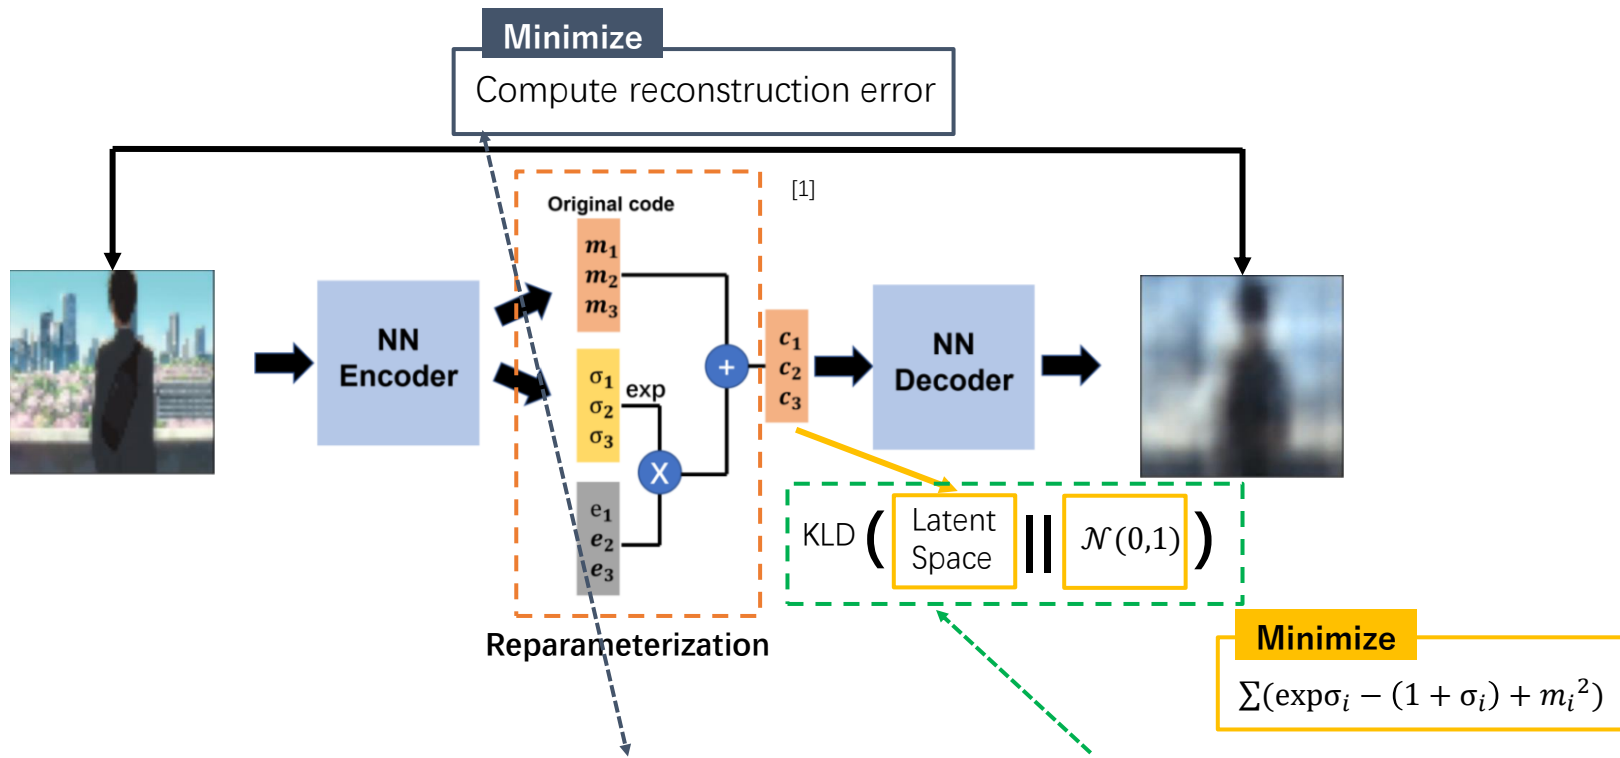 Minimize
Compute reconstruction error
[1]
Original code
m₁
m₂
m₃
NN
Encoder
σ₁
σ₂
σ₃
exp
e₁
e₂
e₃
X
+
c₁
c₂
c₃
NN
Decoder
Reparameterization
KLD ( Latent Space || 𝒩(0,1) )
Minimize
∑(expσᵢ − (1 + σᵢ) + mᵢ²)